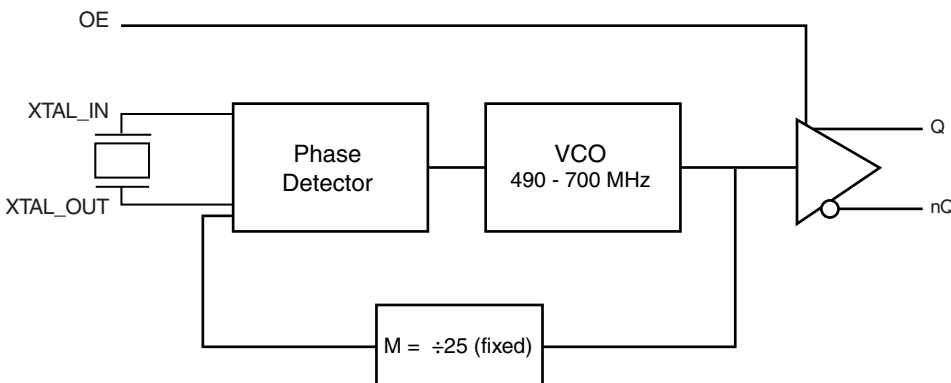 OE
XTAL_IN
XTAL_OUT
Phase
Detector
VCO
490 - 700 MHz
Q
nQ
M = ÷25 (fixed)